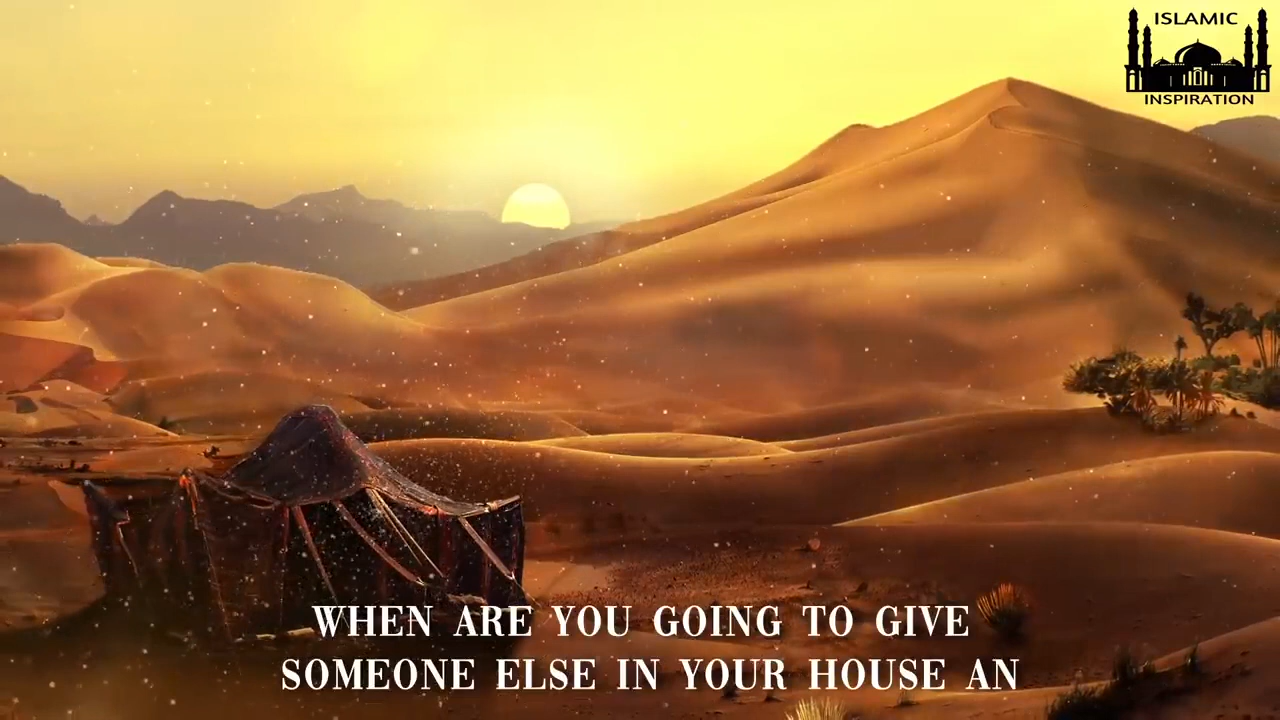 ISLAMIC
INSPIRATION
WHEN ARE YOU GOING TO GIVE
SOMEONE ELSE IN YOUR HOUSE AN